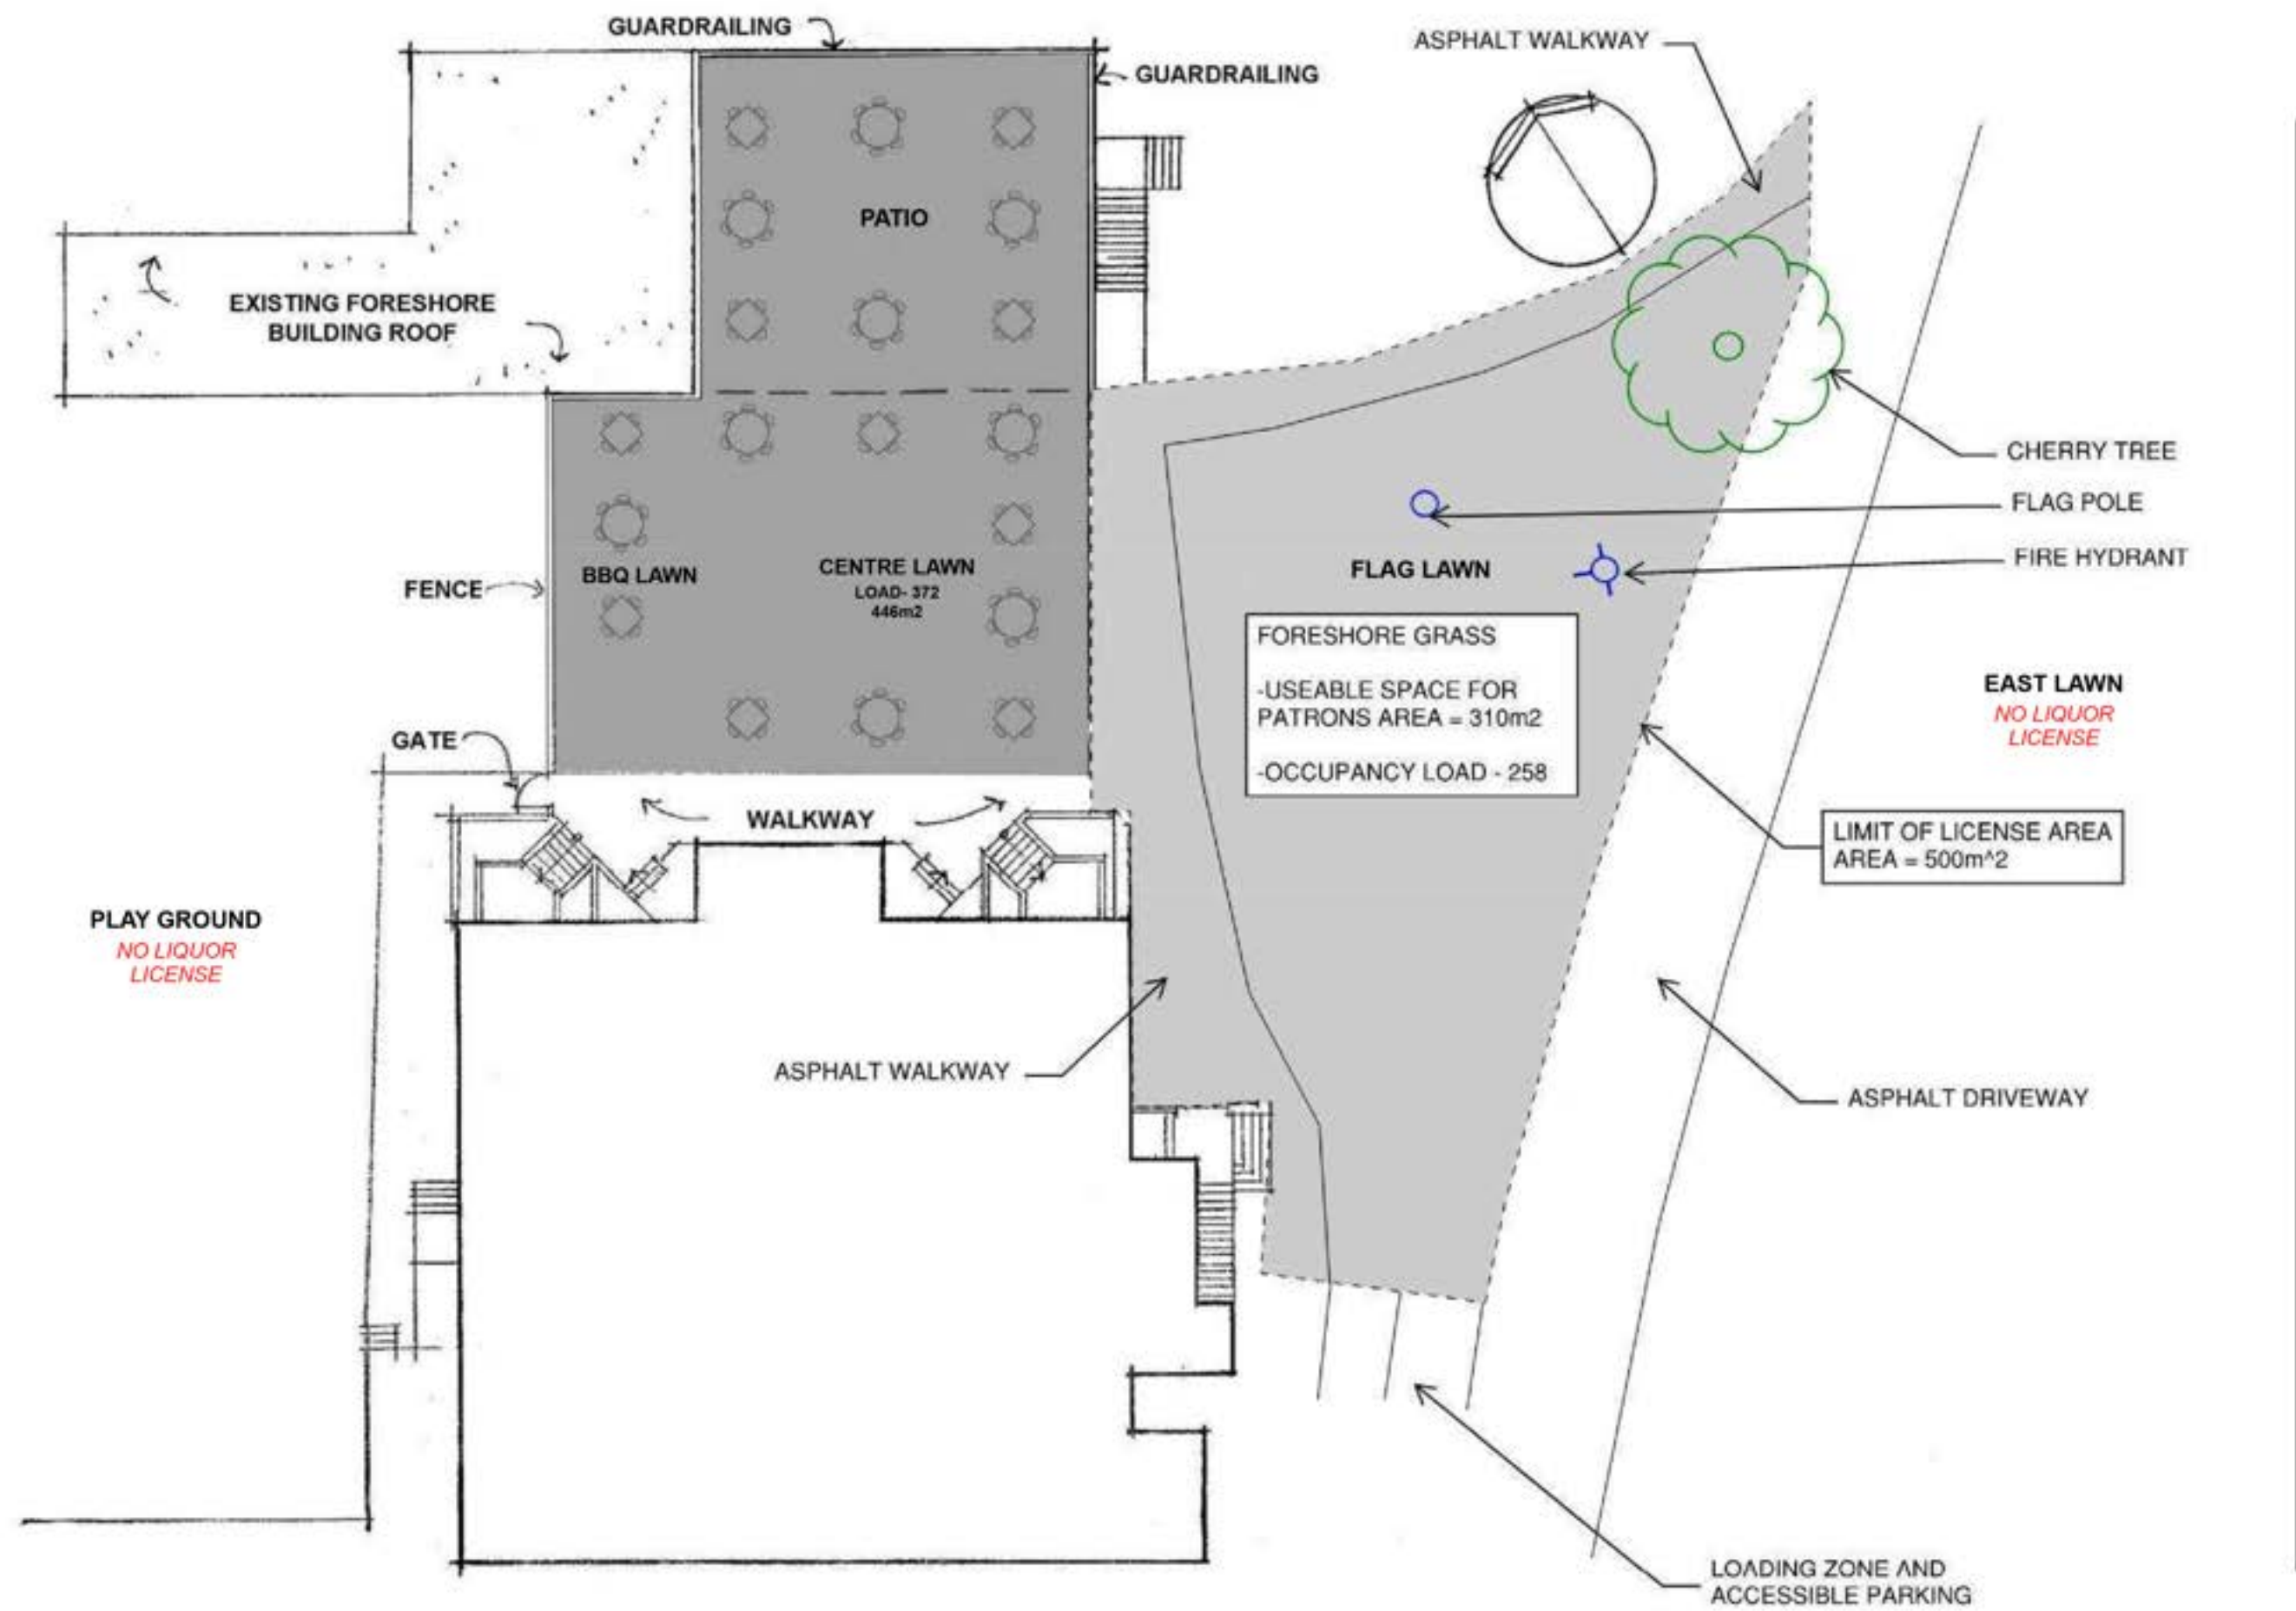 GUARDRAILING
ASPHALT WALKWAY
GUARDRAILING
PATIO
EXISTING FORESHORE
BUILDING ROOF
CHERRY TREE
FLAG POLE
FIRE HYDRANT
FENCE
BBQ LAWN
CENTRE LAWN
LOAD- 372
446m2
FLAG LAWN
FORESHORE GRASS
-USEABLE SPACE FOR
PATRONS AREA = 310m2
-OCCUPANCY LOAD - 258
EAST LAWN
NO LIQUOR
LICENSE
GATE
WALKWAY
LIMIT OF LICENSE AREA
AREA = 500m^2
PLAY GROUND
NO LIQUOR
LICENSE
ASPHALT WALKWAY
ASPHALT DRIVEWAY
LOADING ZONE AND
ACCESSIBLE PARKING